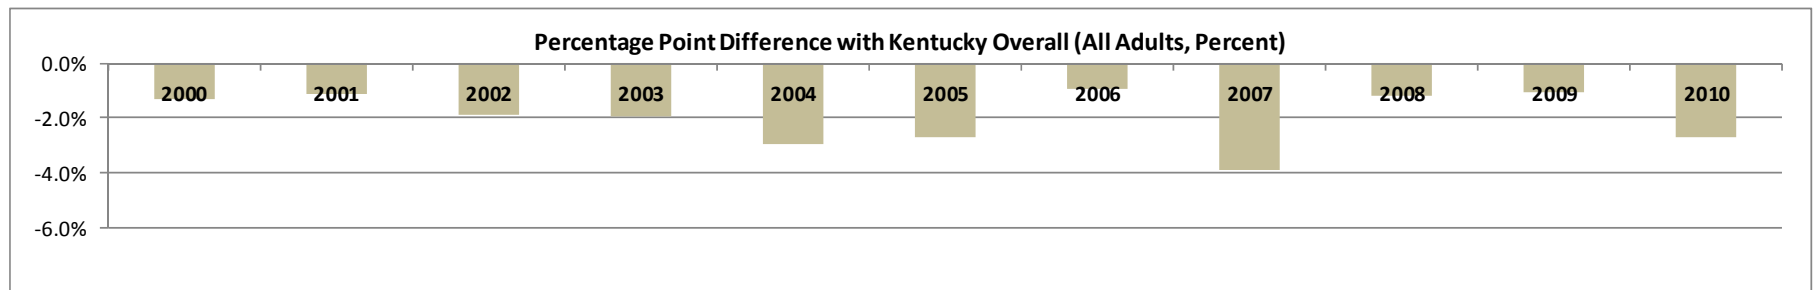 Percentage Point Difference with Kentucky Overall (All Adults, Percent)
0.0%
2000 2001 2002 2003 2004 2005 2006 2007 2008 2009 2010
-2.0%
-4.0%
-6.0%